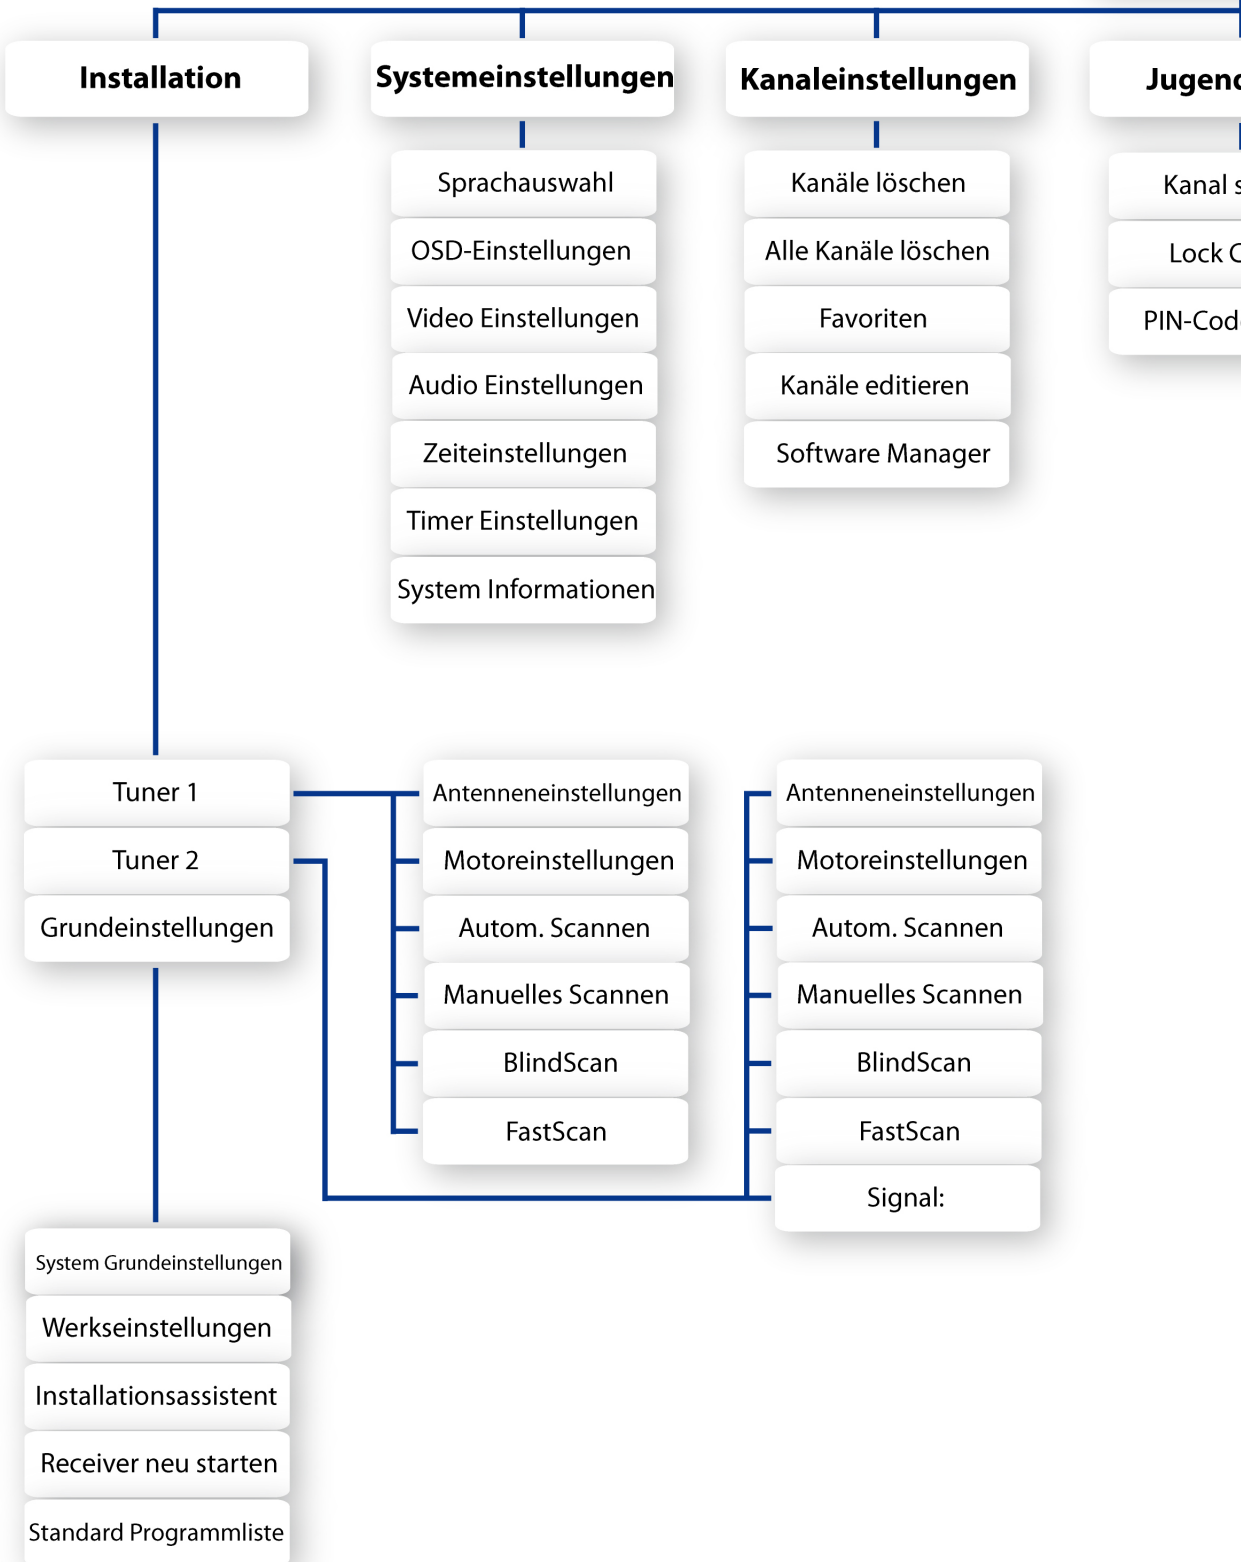 Installation
Systemeinstellungen
Kanaleinstellungen
Sprachauswahl
OSD-Einstellungen
Video Einstellungen
Audio Einstellungen
Zeiteinstellungen
Timer Einstellungen
System Informationen
Kanäle löschen
Alle Kanäle löschen
Favoriten
Kanäle editieren
Software Manager
Kanal
Lock
Tuner 1
Tuner 2
Grundeinstellungen
Antenneneinstellungen
Motoreinstellungen
Autom. Scannen
Manuelles Scannen
BlindScan
FastScan
Antenneneinstellungen
Motoreinstellungen
Autom. Scannen
Manuelles Scannen
BlindScan
FastScan
Signal:
System Grundeinstellungen
Werkseinstellungen
Installationsassistent
Receiver neu starten
Standard Programmliste